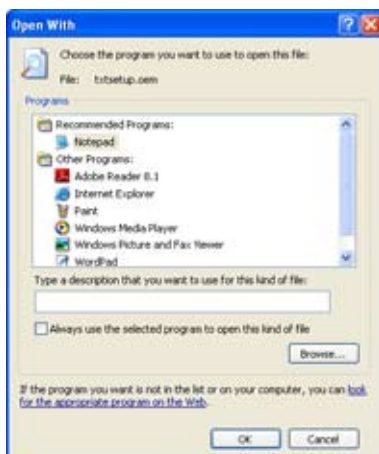 Open With
Choose the program you want to use to open this file:
File: txtsetup.oem
Programs
Recommended Programs:
Notepad
Other Programs:
Adobe Reader 8.1
Internet Explorer
Paint
Windows Media Player
Windows Picture and Fax Viewer
WordPad
Type a description that you want to use for this kind of file:
Always use the selected program to open this kind of file
Browse...
If the program you want is not in the list or on your computer, you can look
for the appropriate program on the Web.
OK Cancel